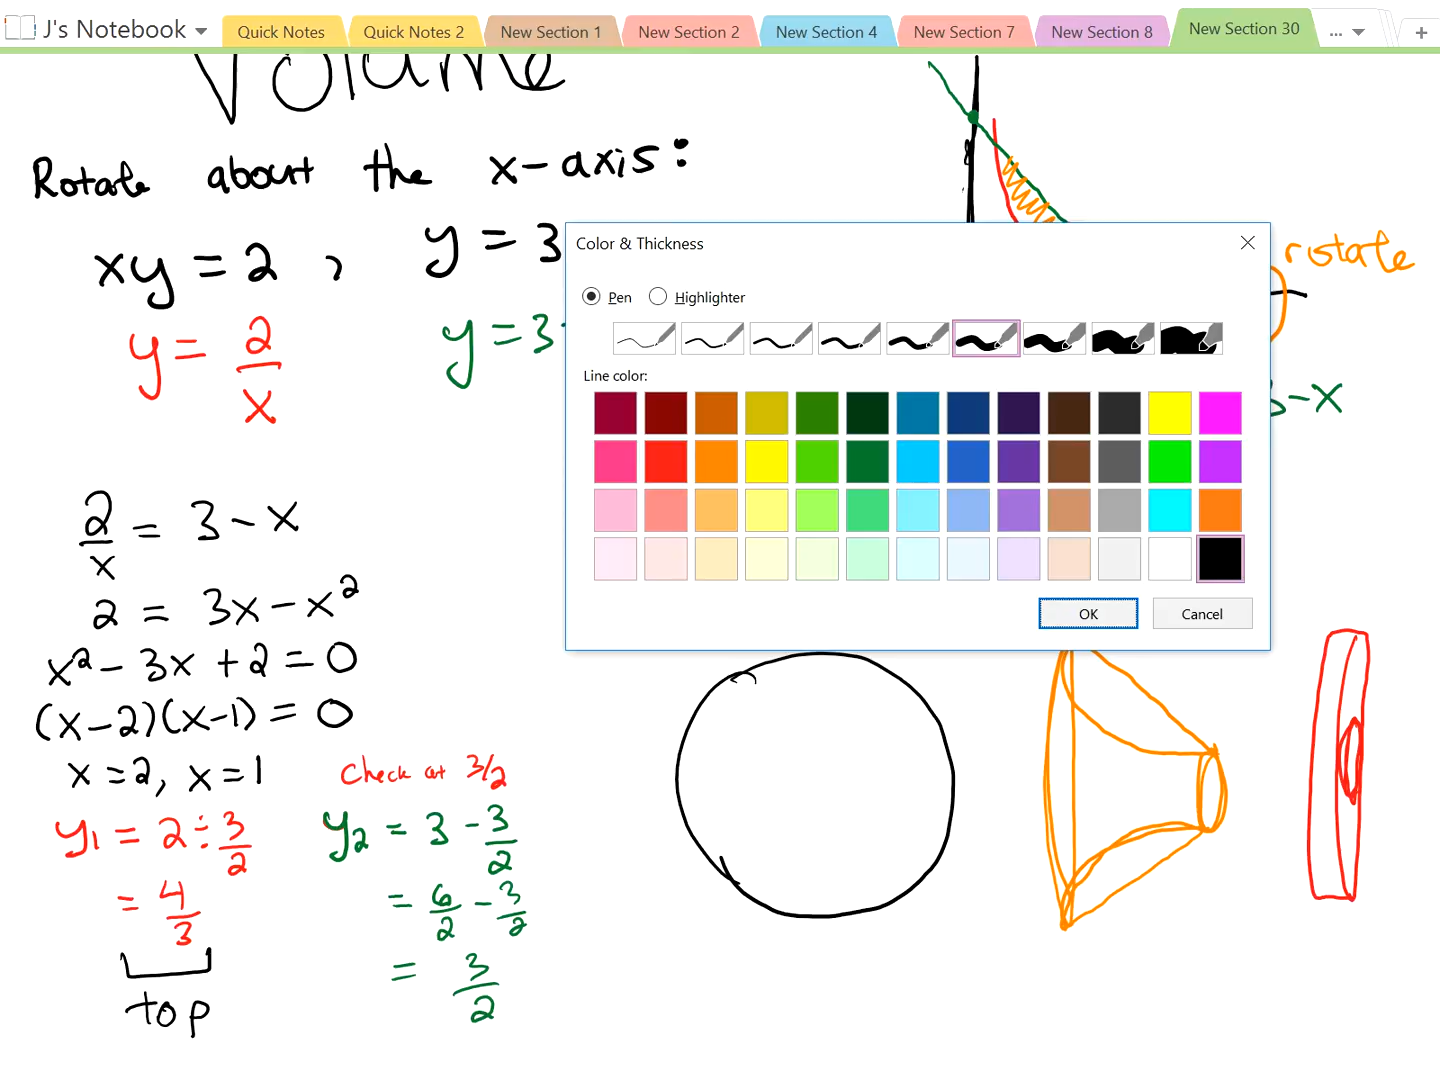 J's Notebook
Quick Notes
Quick Notes 2
New Section 1
New Section 2
New Section 4
New Section 7
New Section 8
New Section 30
...
+
Volume
Rotate about the x-axis:
xy = 2 , y = 3
y = 2/x
y = 3-
rotate
3-x
Color & Thickness
Pen
Highlighter
Line color:
OK
Cancel
2/x = 3 - x
2 = 3x - x²
x² - 3x + 2 = 0
(x-2)(x-1) = 0
x = 2, x = 1
y₁ = 2 ÷ 3/2
= 4/3
top
Check at 3/2
y₂ = 3 - 3/2
= 6/2 - 3/2
= 3/2